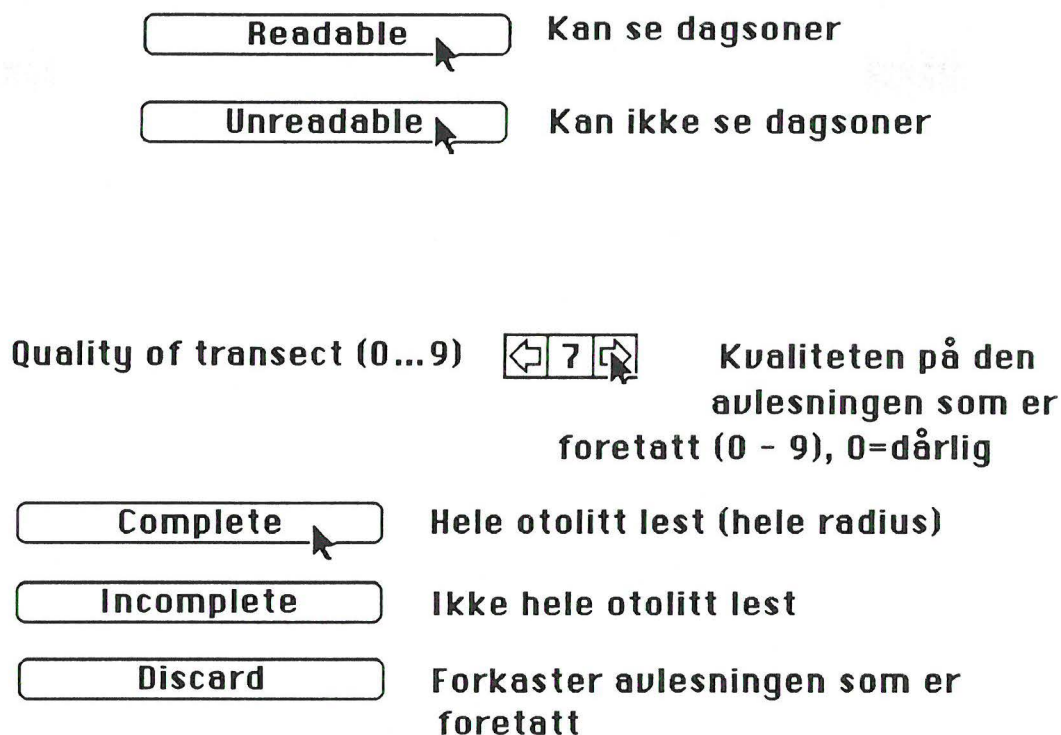 Readable Kan se dagsoner
Unreadable Kan ikke se dagsoner
Quality of transect (0...9) 7 Kvaliteten på den
avlesningen som er
foretatt (0 - 9), 0=dårlig
Complete Hele otolitt lest (hele radius)
Incomplete Ikke hele otolitt lest
Discard Forkaster avlesningen som er
foretatt